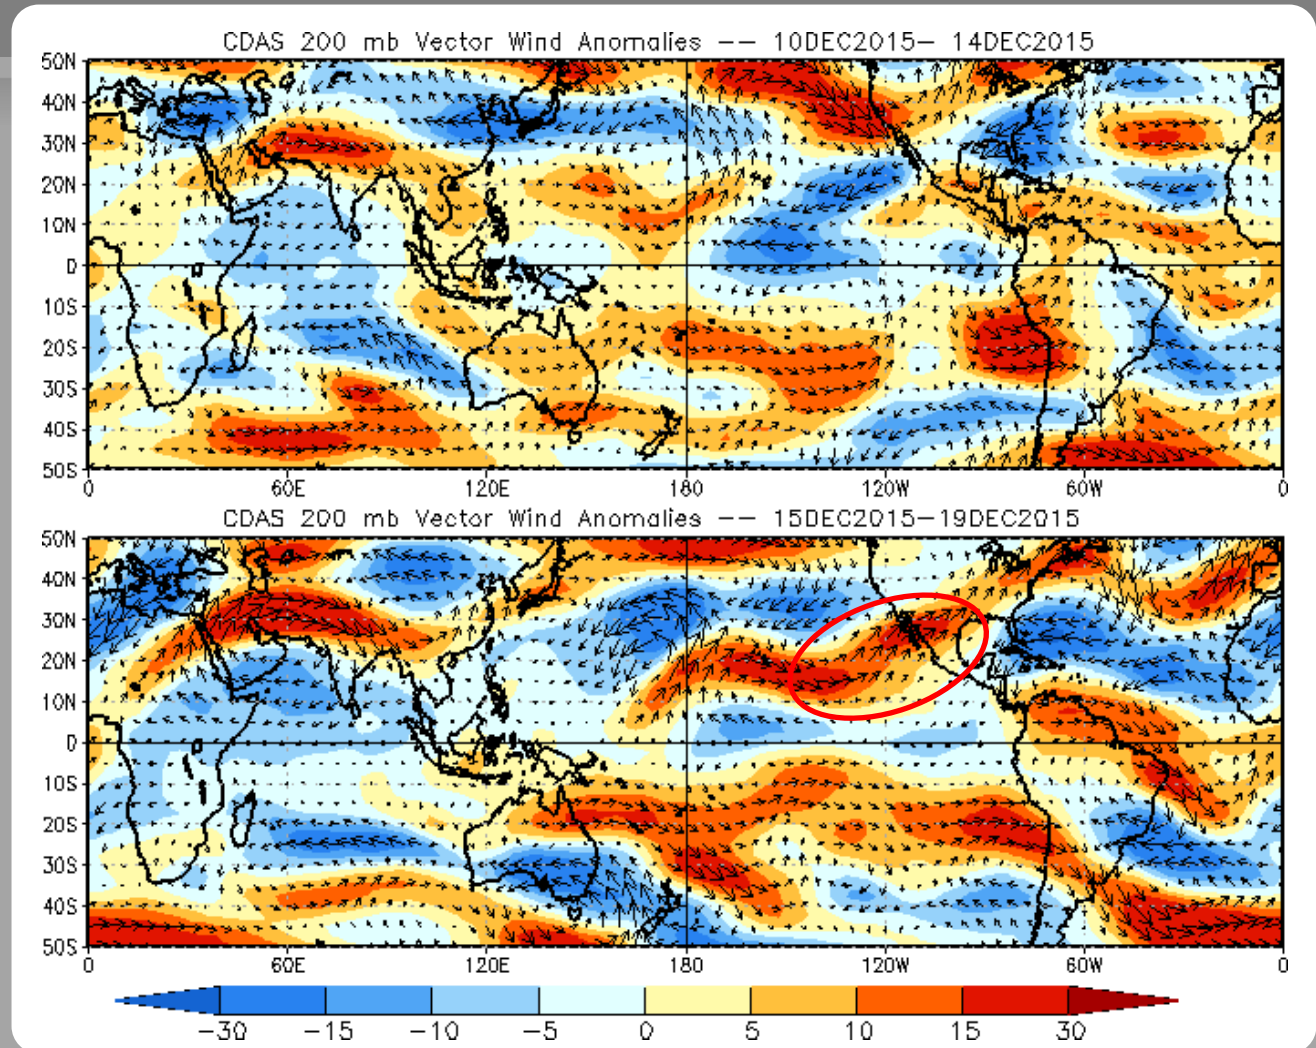 CDAS 200 mb Vector Wind Anomalies -- 10DEC2015- 14DEC2015
50N
40N
30N
20N
10N
0
10S
20S
30S
40S
50S
0 60E 120E 180 120W 60W 0
CDAS 200 mb Vector Wind Anomalies -- 15DEC2015-19DEC2015
50N
40N
30N
20N
10N
0
10S
20S
30S
40S
50S
0 60E 120E 180 120W 60W 0
-30 -15 -10 -5 0 5 10 15 30